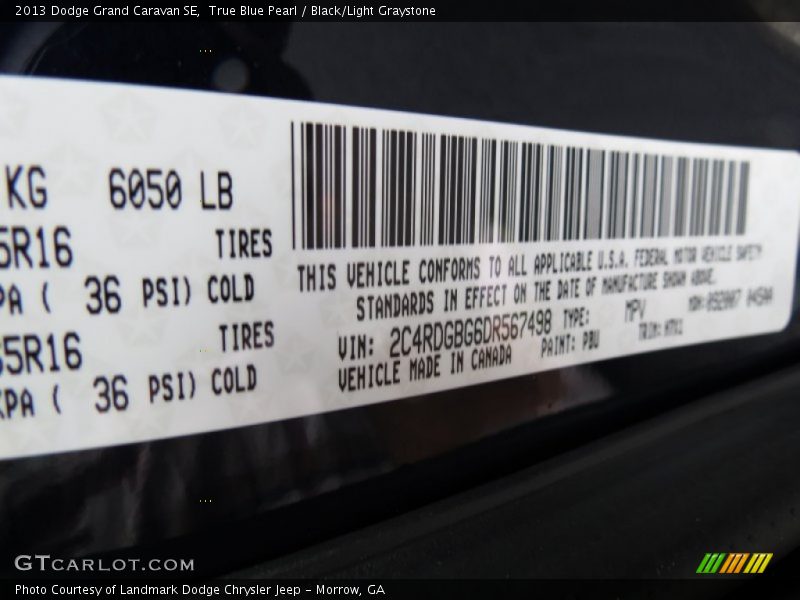 2013 Dodge Grand Caravan SE, True Blue Pearl / Black/Light Graystone
KG 6050 LB
5R16 TIRES
PA ( 36 PSI) COLD
65R16 TIRES
KPA ( 36 PSI) COLD
THIS VEHICLE CONFORMS TO ALL APPLICABLE U.S.A. FEDERAL MOTOR VEHICLE SAFETY
STANDARDS IN EFFECT ON THE DATE OF MANUFACTURE SHOWN ABOVE.
VIN: 2C4RDGBG6DR567498 TYPE: MPV
VEHICLE MADE IN CANADA PAINT: PBU TRIM:
GTCARLOT.COM
Photo Courtesy of Landmark Dodge Chrysler Jeep - Morrow, GA